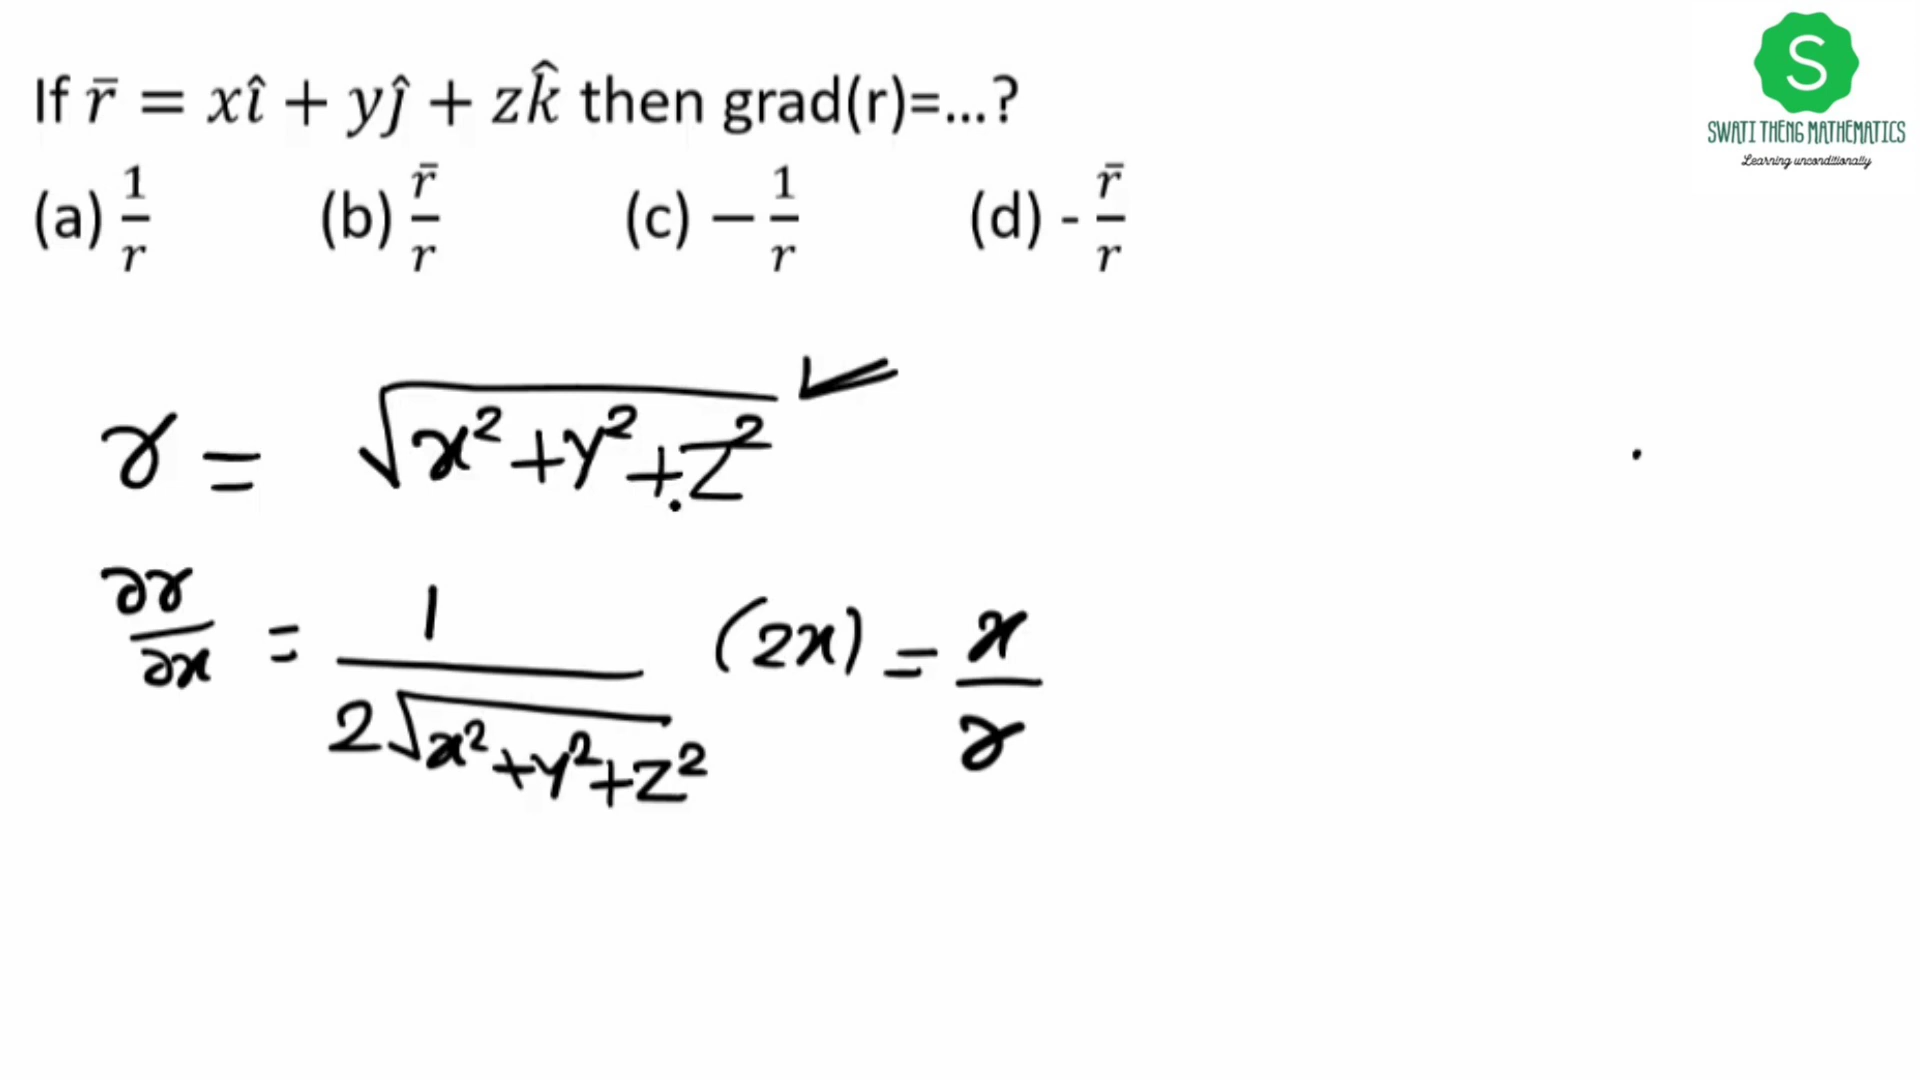 If r̄ = xî + yĵ + zk̂ then grad(r)=...?
(a) 1/r (b) r̄/r (c) −1/r (d) - r̄/r
r = √(x²+y²+z²)
∂r/∂x = 1/(2√(x²+y²+z²)) (2x) = x/r
S
SWATI THENG MATHEMATICS
Learning unconditionally